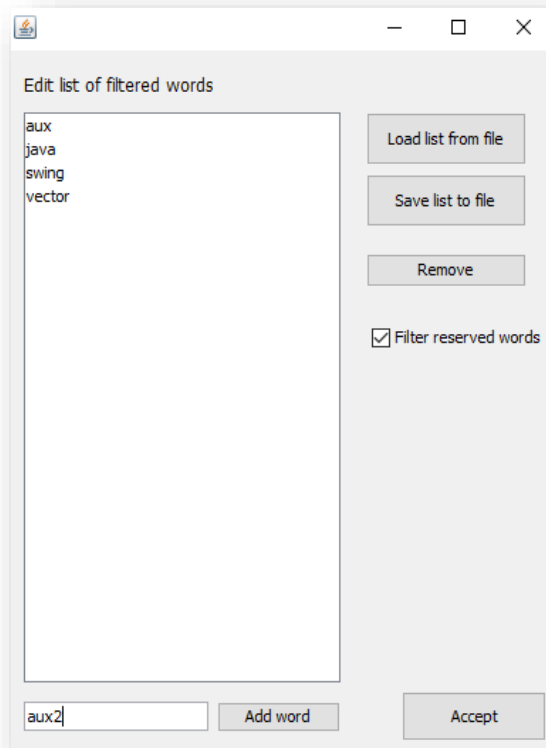 Edit list of filtered words
aux
java
swing
vector
Load list from file
Save list to file
Remove
Filter reserved words
aux2
Add word
Accept